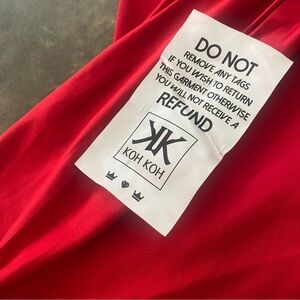 DO NOT
REMOVE ANY TAGS
IF YOU WISH TO RETURN
THIS GARMENT OTHERWISE
YOU WILL NOT RECEIVE A
REFUND
KK
KOH KOH